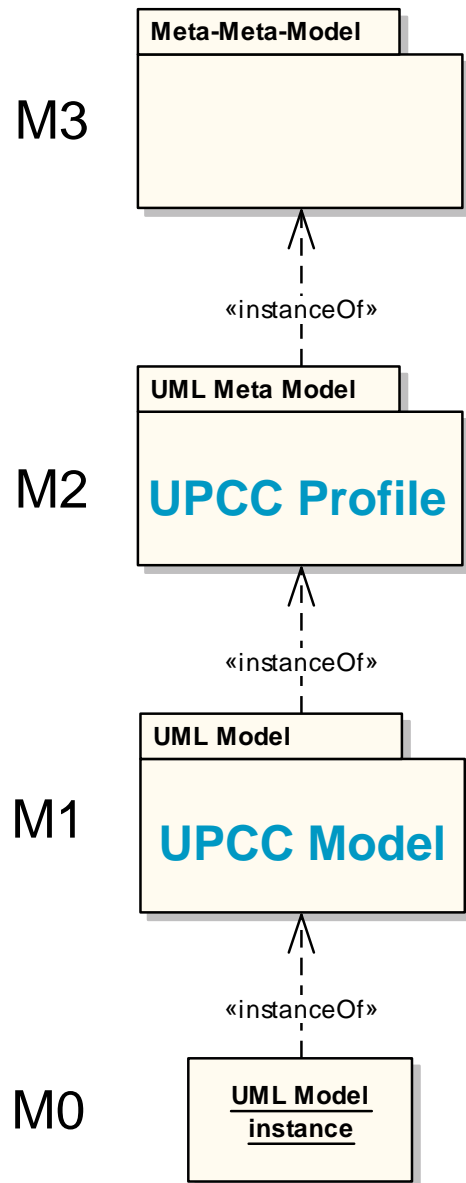 Meta-Meta-Model
M3
«instanceOf»
UML Meta Model
M2
UPCC Profile
«instanceOf»
UML Model
M1
UPCC Model
«instanceOf»
M0
UML Model
instance